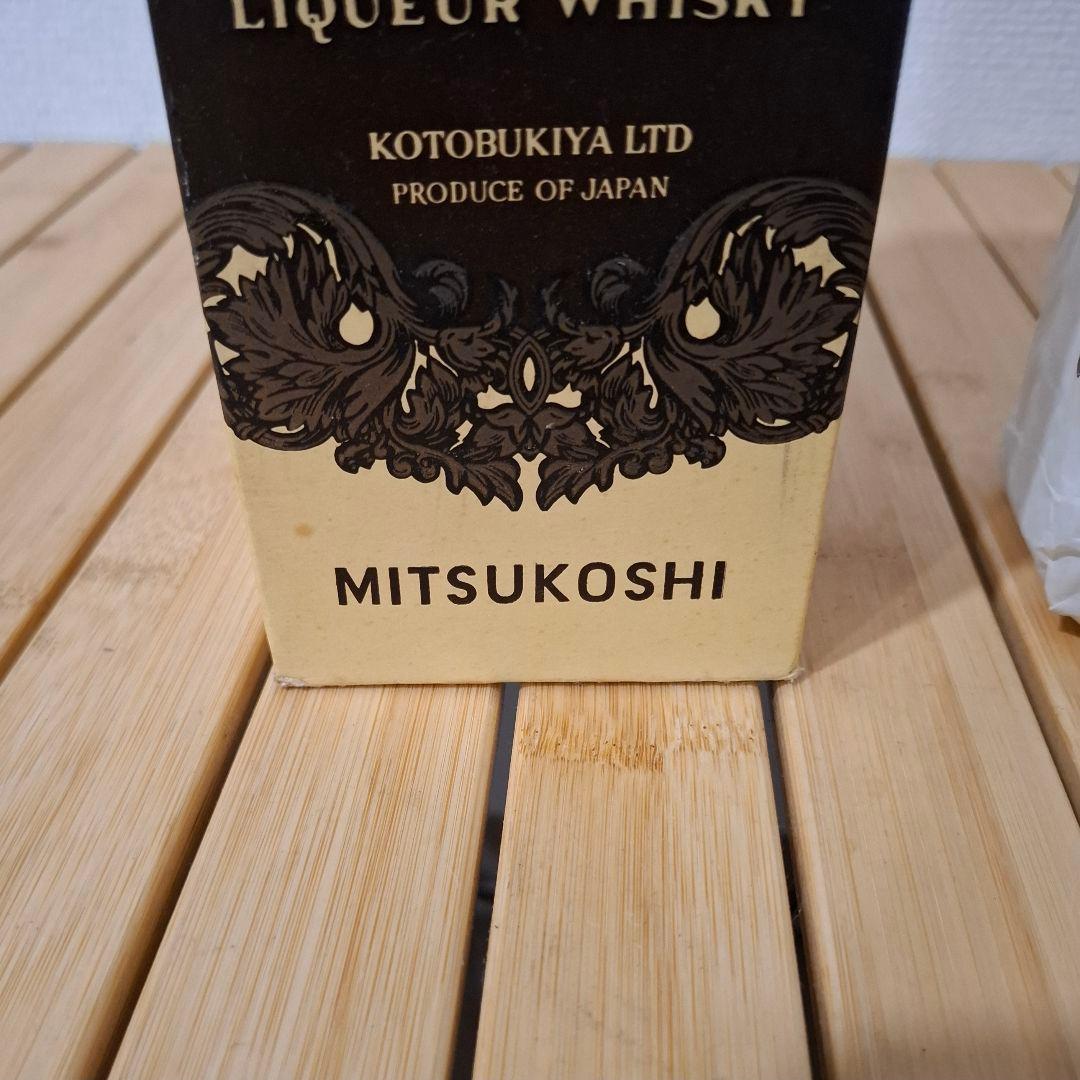 LIQUEUR WHISKY
KOTOBUKIYA LTD
PRODUCE OF JAPAN
MITSUKOSHI